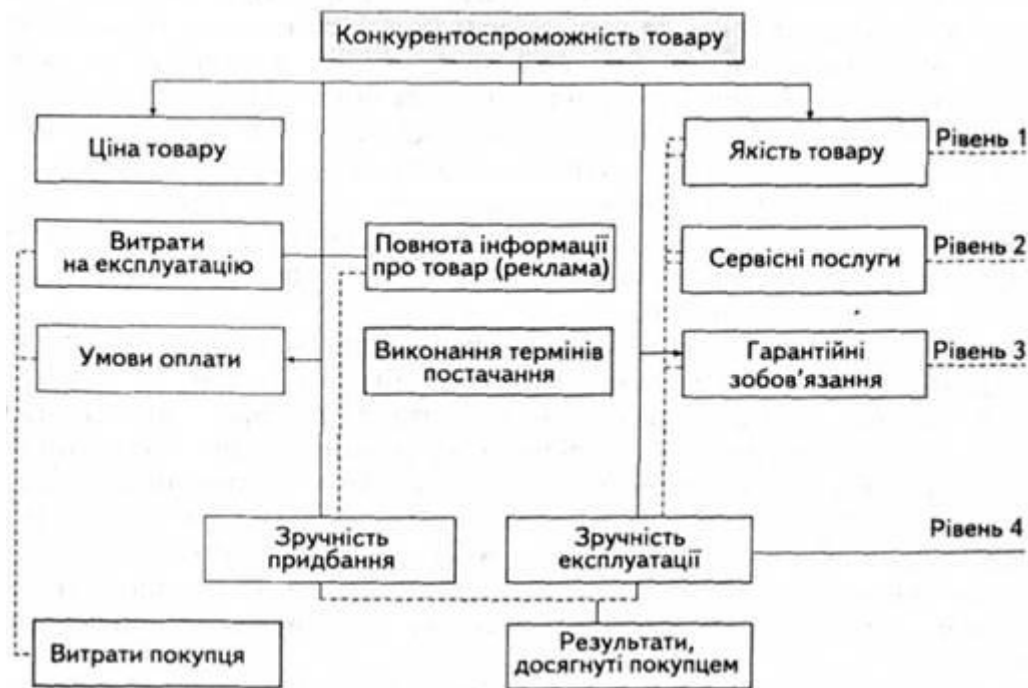 Конкурентоспроможність товару
Ціна товару
Якість товару
Рівень 1
Витрати
на експлуатацію
Повнота інформації
про товар (реклама)
Сервісні послуги
Рівень 2
Умови оплати
Виконання термінів
постачання
Гарантійні
зобов'язання
Рівень 3
Зручність
придбання
Зручність
експлуатації
Рівень 4
Витрати покупця
Результати,
досягнуті покупцем